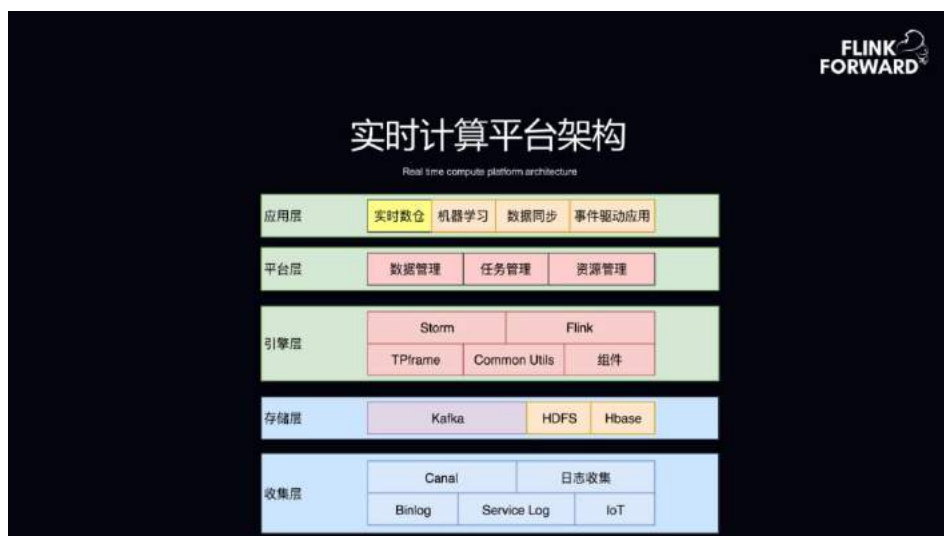 FLINK
FORWARD
实时计算平台架构
Real time compute platform architecture
应用层 实时数仓 机器学习 数据同步 事件驱动应用
平台层 数据管理 任务管理 资源管理
引擎层
Storm Flink
TPframe Common Utils 组件
存储层 Kafka HDFS Hbase
收集层
Canal 日志收集
Binlog Service Log IoT